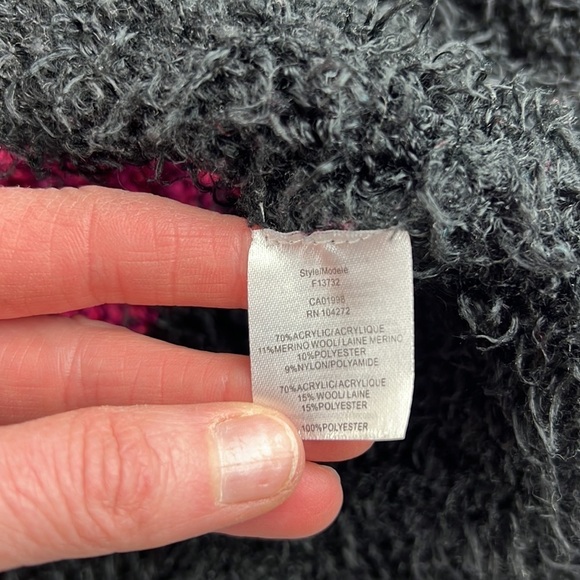 Style/Modele
F13732
CA01998
RN 104272
70%ACRYLIC/ACRYLIQUE
11%MERINO WOOL/LAINE MERINO
10%POLYESTER
9%NYLON/POLYAMIDE
70%ACRYLIC/ACRYLIQUE
15% WOOL/LAINE
15%POLYESTER
100%POLYESTER